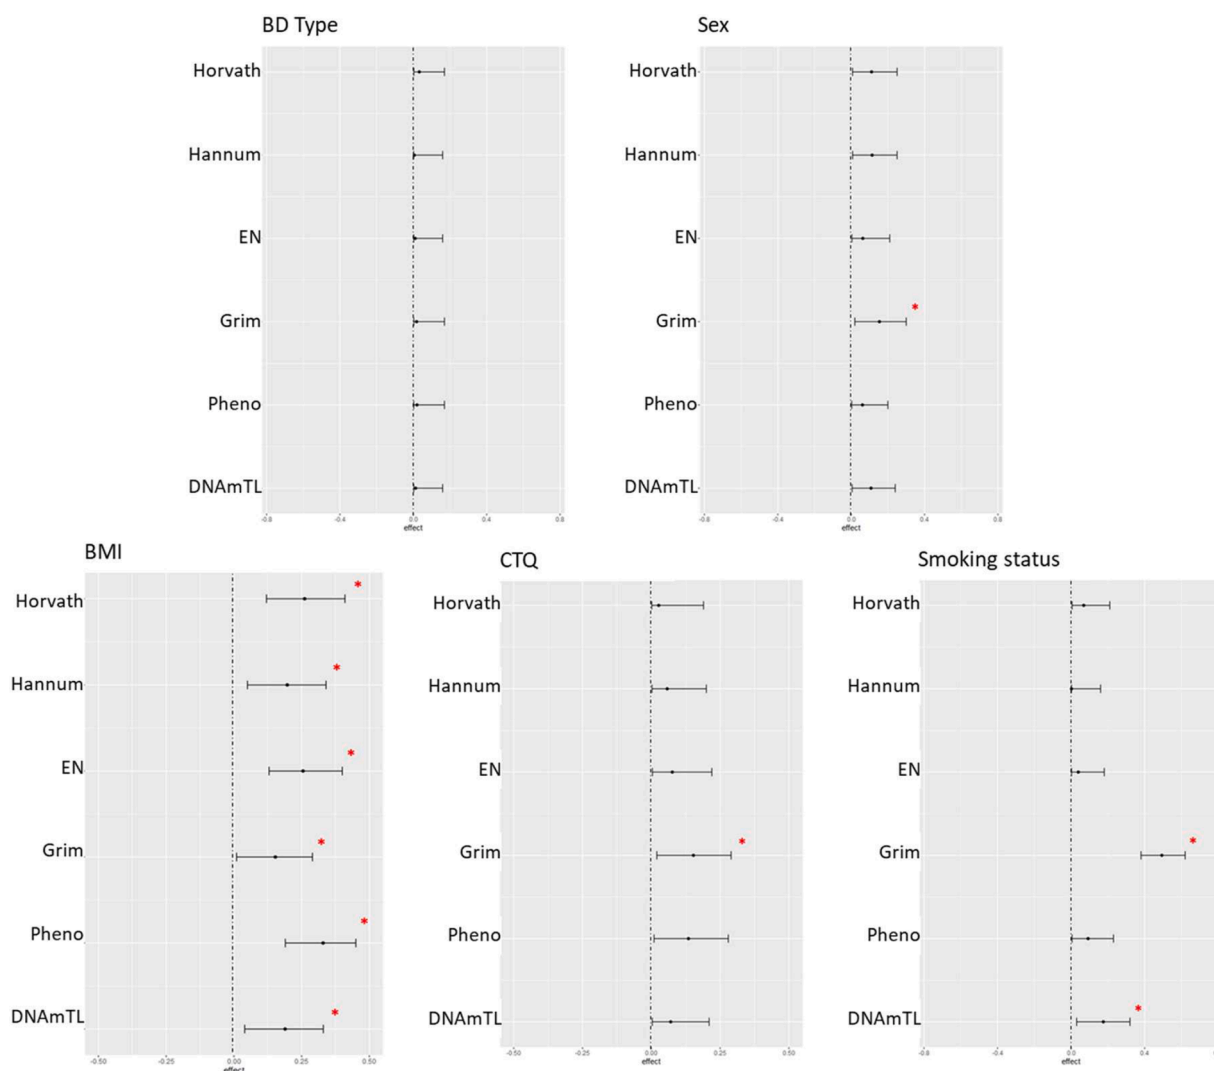 BD Type
Horvath
Hannum
EN
Grim
Pheno
DNAmTL
-0.8 -0.4 0.0 0.4 0.8
effect
Sex
Horvath
Hannum
EN
Grim
*
Pheno
DNAmTL
-0.8 -0.4 0.0 0.4 0.8
effect
BMI
Horvath
*
Hannum
*
EN
*
Grim
*
Pheno
*
DNAmTL
*
-0.50 -0.25 0.00 0.25 0.50
effect
CTQ
Horvath
Hannum
EN
Grim
*
Pheno
DNAmTL
-0.50 -0.25 0.00 0.25 0.50
effect
Smoking status
Horvath
Hannum
EN
Grim
*
Pheno
DNAmTL
*
-0.8 -0.4 0.0 0.4
effect